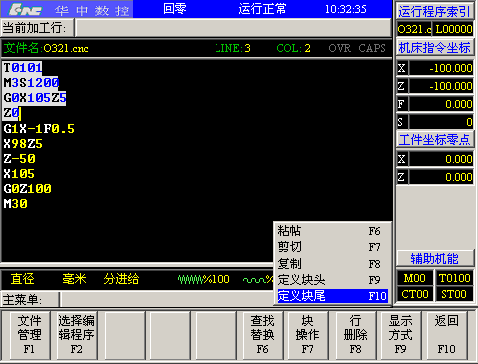 华中数控 回零 运行正常 10:32:35 运行程序索引
当前加工行: O321.c L00000
文件名:O321.cnc LINE:3 COL:2 OVR CAPS 机床指令坐标
T0101
M3S1200
G0X105Z5
Z0
G1X-1F0.5
X98Z5
Z-50
X105
G0Z100
M30
X -100.000
Z -100.000
F 0.000
S 0
工件坐标零点
X 0.000
Z 0.000
粘帖 F6
剪切 F7
复制 F8
定义块头 F9
定义块尾 F10
辅助机能
直径 毫米 分进给 %100 %
M00 T0100
CT00 ST00
主菜单:
文件管理 F1
选择编辑程序 F2
查找替换 F6
块操作 F7
行删除 F8
显示方式 F9
返回 F10